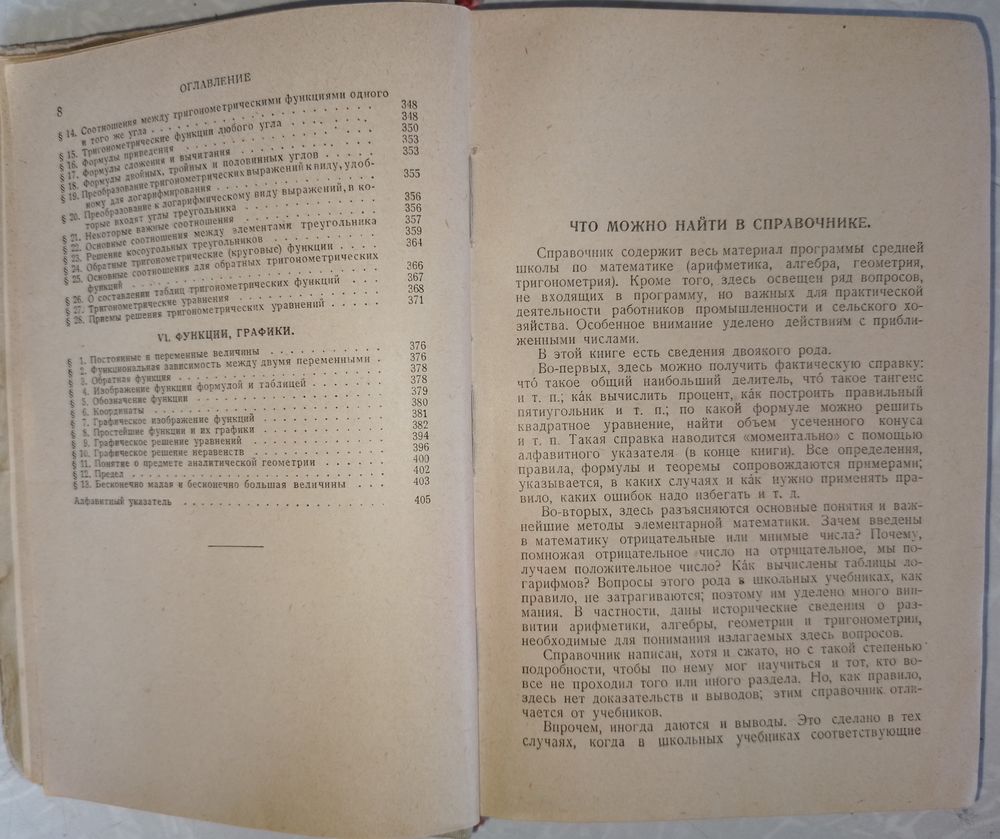 8
ОГЛАВЛЕНИЕ
§ 14. Соотношения между тригонометрическими функциями одного
и того же угла . . . . . . . . . . . . . . . . 348
§ 15. Тригонометрические функции любого угла . . . . . . . 348
§ 16. Формулы приведения . . . . . . . . . . . . . . 350
§ 17. Формулы сложения и вычитания . . . . . . . . . . 353
§ 18. Формулы двойных, тройных и половинных углов . . . . . 353
§ 19. Преобразование тригонометрических выражений к виду, удоб-
ному для логарифмирования . . . . . . . . . . . . 355
§ 20. Преобразование к логарифмическому виду выражений, в ко-
торые входят углы треугольника . . . . . . . . . . 356
§ 21. Некоторые важные соотношения . . . . . . . . . . 356
§ 22. Основные соотношения между элементами треугольника 357
§ 23. Решение косоугольных треугольников . . . . . . . . 359
§ 24. Обратные тригонометрические (круговые) функции . . . . 364
§ 25. Основные соотношения для обратных тригонометрических
функций . . . . . . . . . . . . . . . . . . 366
§ 26. О составлении таблиц тригонометрических функций . . . 367
§ 27. Тригонометрические уравнения . . . . . . . . . . 368
§ 28. Приемы решения тригонометрических уравнений . . . . 371
VI. ФУНКЦИИ, ГРАФИКИ.
§ 1. Постоянные и переменные величины . . . . . . . . . 376
§ 2. Функциональная зависимость между двумя переменными . 376
§ 3. Обратная функция . . . . . . . . . . . . . . . 378
§ 4. Изображение функции формулой и таблицей . . . . . . 378
§ 5. Обозначение функции . . . . . . . . . . . . . . 379
§ 6. Координаты . . . . . . . . . . . . . . . . . 380
§ 7. Графическое изображение функций . . . . . . . . . 381
§ 8. Простейшие функции и их графики . . . . . . . . . 382
§ 9. Графическое решение уравнений . . . . . . . . . . 394
§ 10. Графическое решение неравенств . . . . . . . . . . 396
§ 11. Понятие о предмете аналитической геометрии . . . . . 400
§ 12. Предел . . . . . . . . . . . . . . . . . . . 402
§ 13. Бесконечно малая и бесконечно большая величины . . . 403
Алфавитный указатель . . . . . . . . . . . . . . . 405
ЧТО МОЖНО НАЙТИ В СПРАВОЧНИКЕ.
Справочник содержит весь материал программы средней
школы по математике (арифметика, алгебра, геометрия,
тригонометрия). Кроме того, здесь освещен ряд вопросов,
не входящих в программу, но важных для практической
деятельности работников промышленности и сельского хо-
зяйства. Особенное внимание уделено действиям с прибли-
женными числами.
В этой книге есть сведения двоякого рода.
Во-первых, здесь можно получить фактическую справку:
что́ такое общий наибольший делитель, что́ такое тангенс
и т. п.; ка́к вычислить процент, ка́к построить правильный
пятиугольник и т. п.; по какой формуле можно решить
квадратное уравнение, найти объем усеченного конуса
и т. п. Такая справка наводится «моментально» с помощью
алфавитного указателя (в конце книги). Все определения,
правила, формулы и теоремы сопровождаются примерами;
указывается, в каких случаях и ка́к нужно применять пра-
вило, каких ошибок надо избегать и т. д.
Во-вторых, здесь разъясняются основные понятия и важ-
нейшие методы элементарной математики. Зачем введены
в математику отрицательные или мнимые числа? Почему,
помножая отрицательное число на отрицательное, мы по-
лучаем положительное число? Ка́к вычислены таблицы ло-
гарифмов? Вопросы этого рода в школьных учебниках, как
правило, не затрагиваются; поэтому им уделено много вни-
мания. В частности, даны исторические сведения о раз-
витии арифметики, алгебры, геометрии и тригонометрии,
необходимые для понимания излагаемых здесь вопросов.
Справочник написан, хотя и сжато, но с такой степенью
подробности, чтобы по нему мог научиться и тот, кто во-
все не проходил того или иного раздела. Но, как правило,
здесь нет доказательств и выводов; этим справочник отли-
чается от учебников.
Впрочем, иногда даются и выводы. Это сделано в тех
случаях, когда в школьных учебниках соответствующие